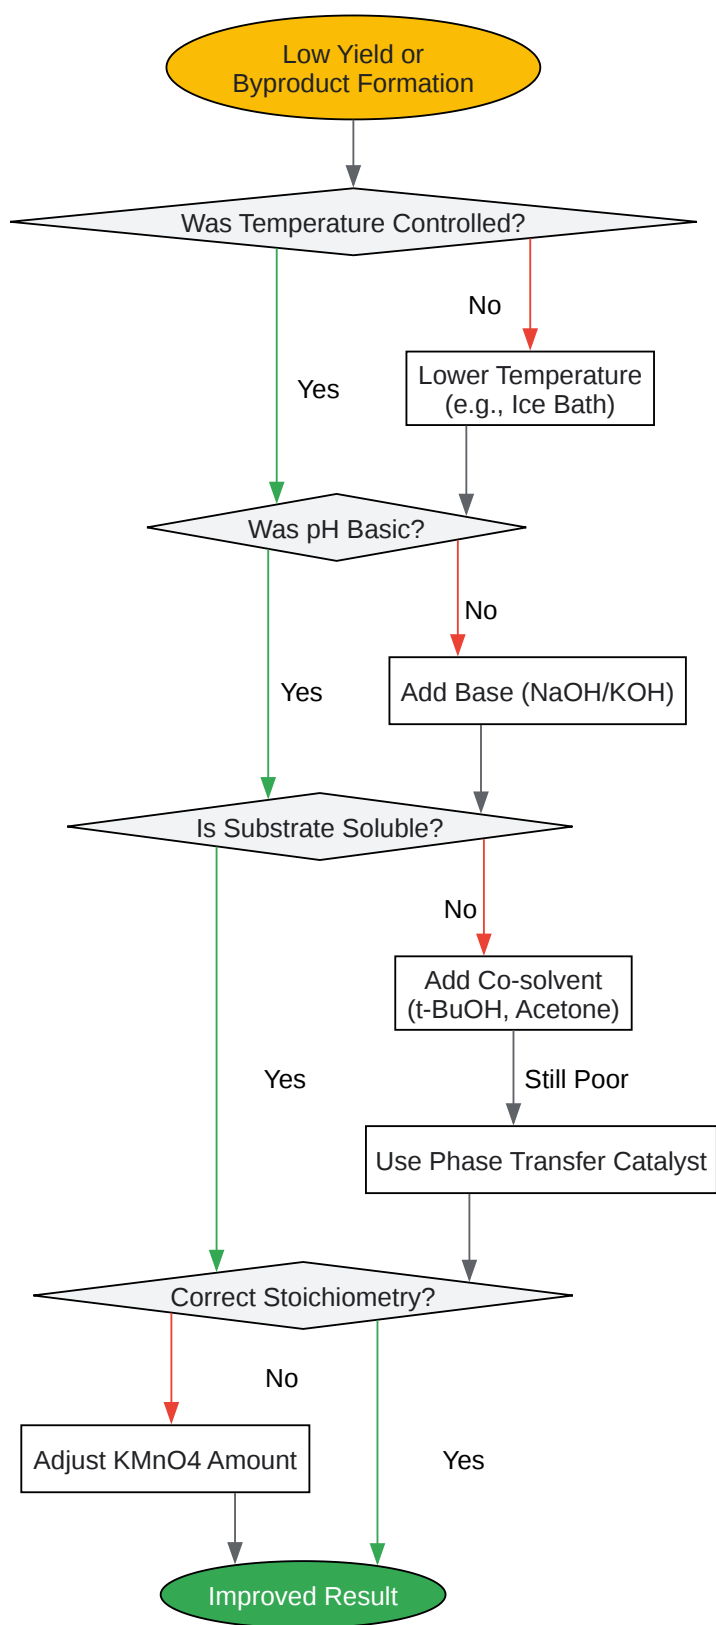 Low Yield or
Byproduct Formation
Was Temperature Controlled?
No
Lower Temperature
(e.g., Ice Bath)
Yes
Was pH Basic?
No
Yes
Add Base (NaOH/KOH)
Is Substrate Soluble?
No
Add Co-solvent
(t-BuOH, Acetone)
Yes
Still Poor
Use Phase Transfer Catalyst
Correct Stoichiometry?
No
Adjust KMnO4 Amount
Yes
Improved Result